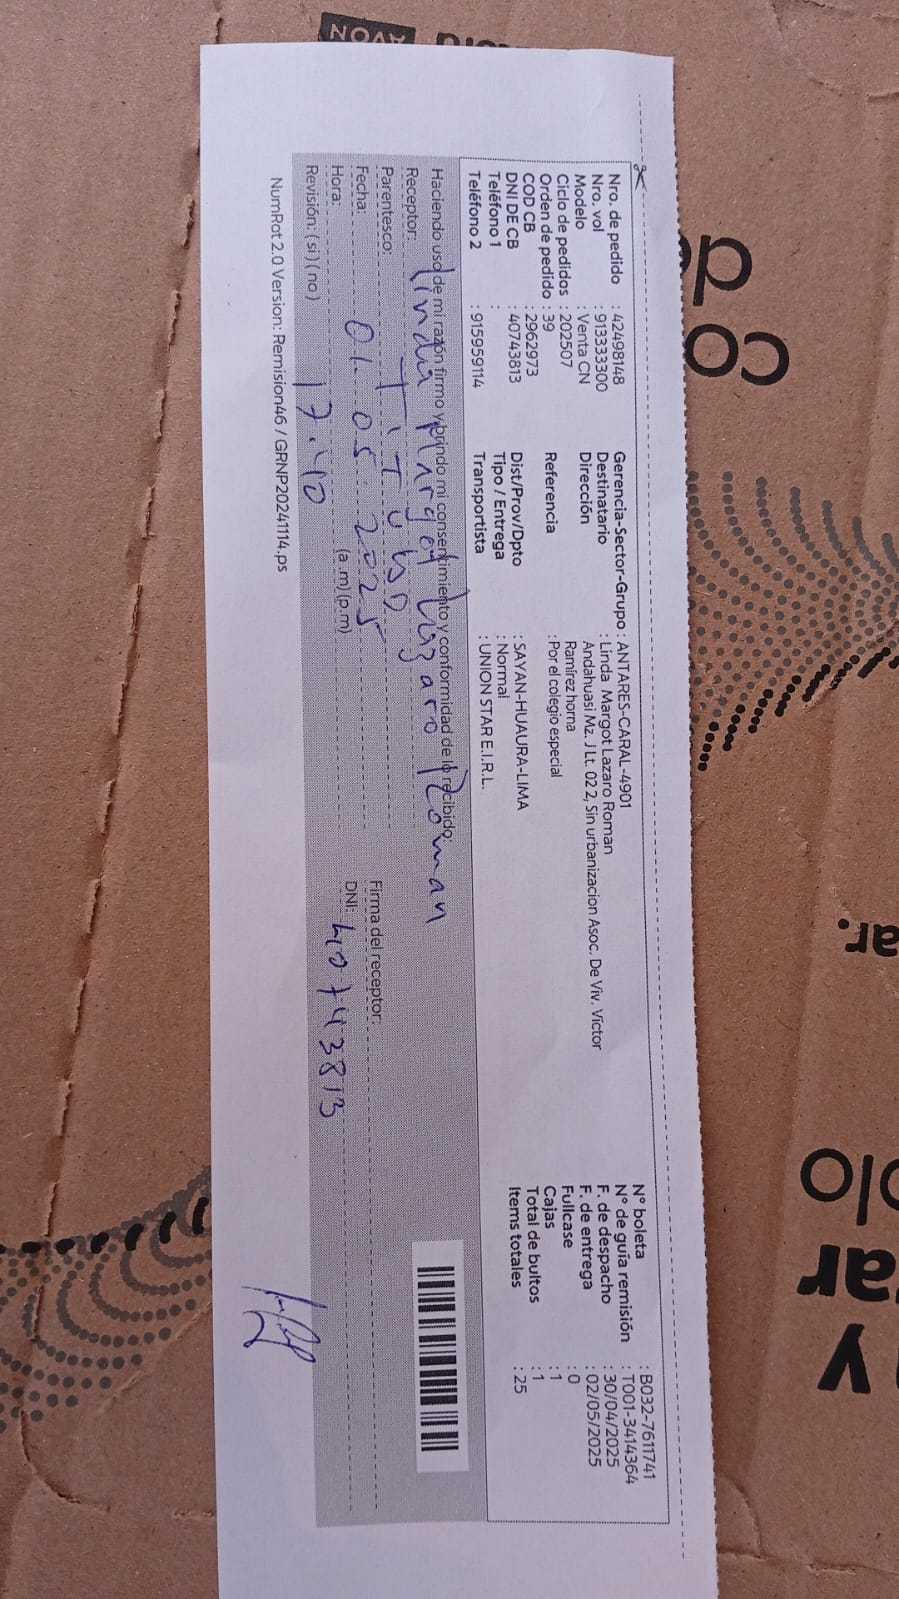 Nro. de pedido : 42498148
Nro. vol : 913333300
Modelo : Venta CN
Ciclo de pedidos : 202507
Orden de pedido : 39
COD CB : 2962973
DNI DE CB : 40743813
Teléfono 1 :
Teléfono 2 : 915959114
Gerencia-Sector-Grupo : ANTARES-CARAL-4901
Destinatario : Linda Margot Lazaro Roman
Dirección : Andahuasi Mz. J Lt. 02 2, Sin urbanizacion Asoc. De Viv. Victor
Ramirez horna
Referencia : Por el colegio especial
Dist/Prov/Dpto : SAYAN-HUAURA-LIMA
Tipo / Entrega : Normal
Transportista : UNION STAR E.I.R.L.
N° boleta : B032-7611741
N° de guía remisión : T001-3414364
F. de despacho : 30/04/2025
F. de entrega : 02/05/2025
Fullcase : 0
Cajas : 1
Total de bultos : 1
Items totales : 25
Haciendo uso de mi razón firmo y brindo mi consentimiento y conformidad de lo recibido:
Receptor: Linda Margot Lazaro Roman
Parentesco: Titular
Fecha: 01. 05 2025
Hora: 17.40 (a.m) (p.m)
Revisión: (si) (no)
Firma del receptor:
DNI: 40743813
NumRot 2.0 Version: Remision46 / GRNP20241114.ps
AVON
co
ar.
olo
ar
y